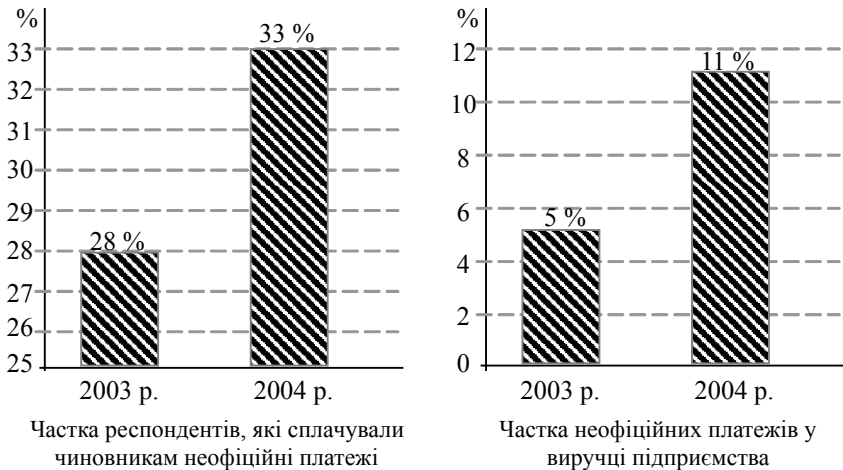 %
33
32
31
30
29
28
27
26
25
33 %
28 %
2003 р.
2004 р.
Частка респондентів, які сплачували
чиновникам неофіційні платежі
%
12
10
8
6
4
2
0
11 %
5 %
2003 р.
2004 р.
Частка неофіційних платежів у
виручці підприємства